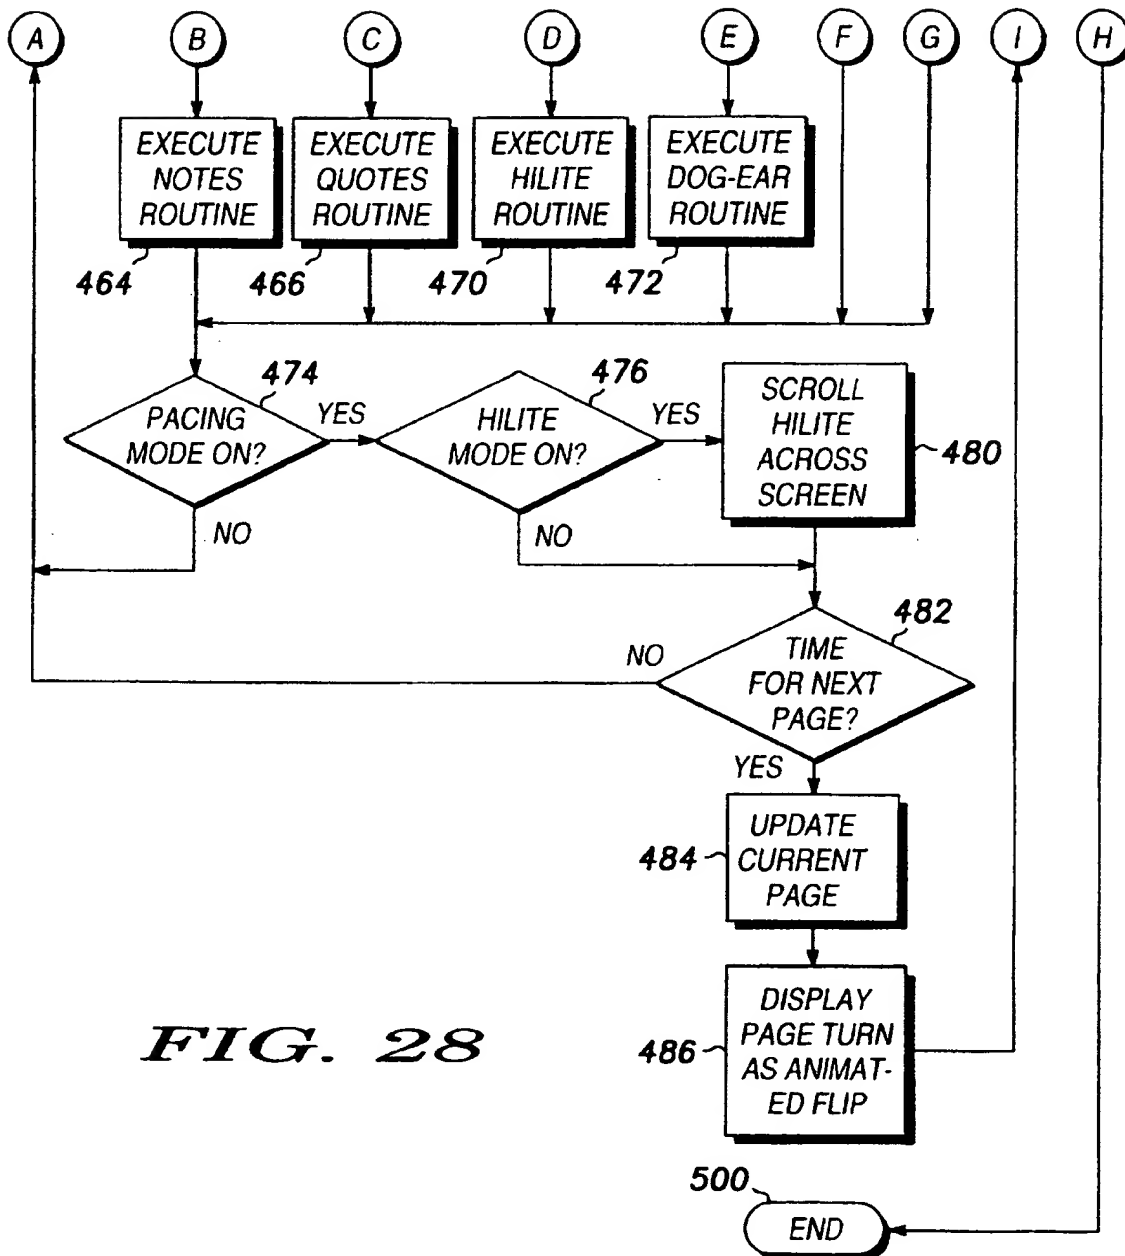 A B C D E F G I H
EXECUTE
NOTES
ROUTINE
464
EXECUTE
QUOTES
ROUTINE
466
EXECUTE
HILITE
ROUTINE
470
EXECUTE
DOG-EAR
ROUTINE
472
PACING
MODE ON?
474
YES
NO
HILITE
MODE ON?
476
YES
NO
SCROLL
HILITE
ACROSS
SCREEN
480
TIME
FOR NEXT
PAGE?
482
NO
YES
UPDATE
CURRENT
PAGE
484
DISPLAY
PAGE TURN
AS ANIMAT-
ED FLIP
486
FIG. 28
500
END